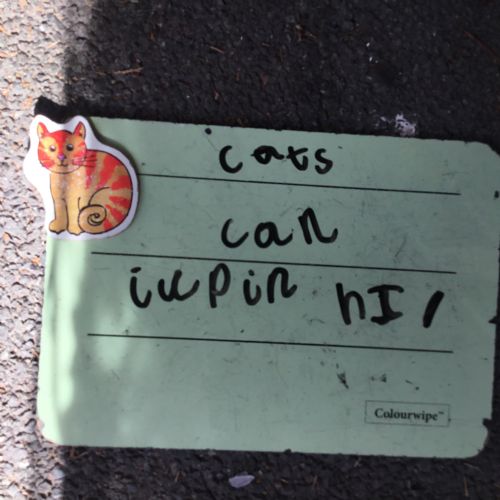 cats
can
iupin hI/
Colourwipe™